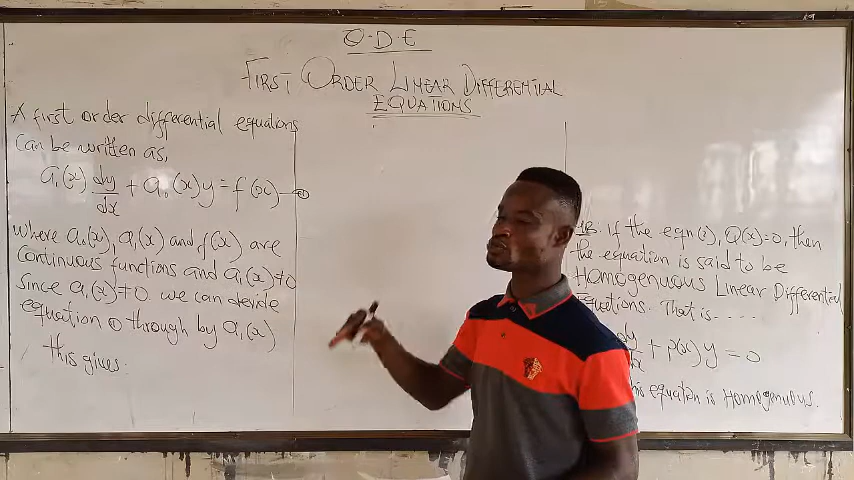 O.D.E
FIRST ORDER LINEAR DIFFERENTIAL
EQUATIONS
A first order differential equations
can be written as,
a₁(x) dy/dx + a₀(x)y = f(x) — ①
where a₀(x), a₁(x) and f(x) are
continuous functions and a₁(x)≠0
since a₁(x)≠0 we can devide
equation ① through by a₁(x)
this gives.
NB: if the eqn(i), Q(x)=0, then
the equation is said to be
Homogenuous Linear Differential
Equations. That is.....
dy/dx + p(x)y = 0
this equation is Homogenuous.